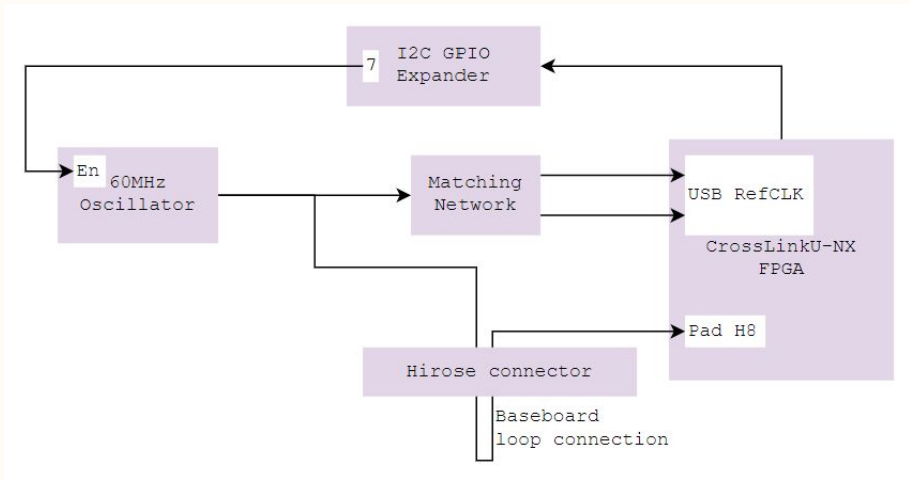 7
I2C GPIO
Expander
En
60MHz
Oscillator
Matching
Network
USB RefCLK
CrossLinkU-NX
FPGA
Pad H8
Hirose connector
Baseboard
loop connection